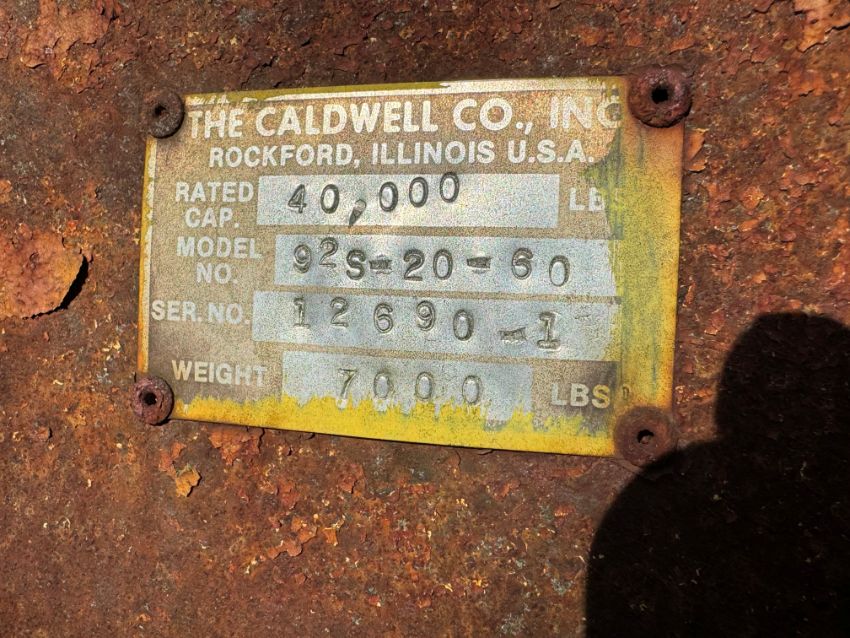 THE CALDWELL CO., INC
ROCKFORD, ILLINOIS U.S.A.
RATED CAP. 40,000 LBS
MODEL NO. 92S-20-60
SER. NO. 12690-1
WEIGHT 7000 LBS